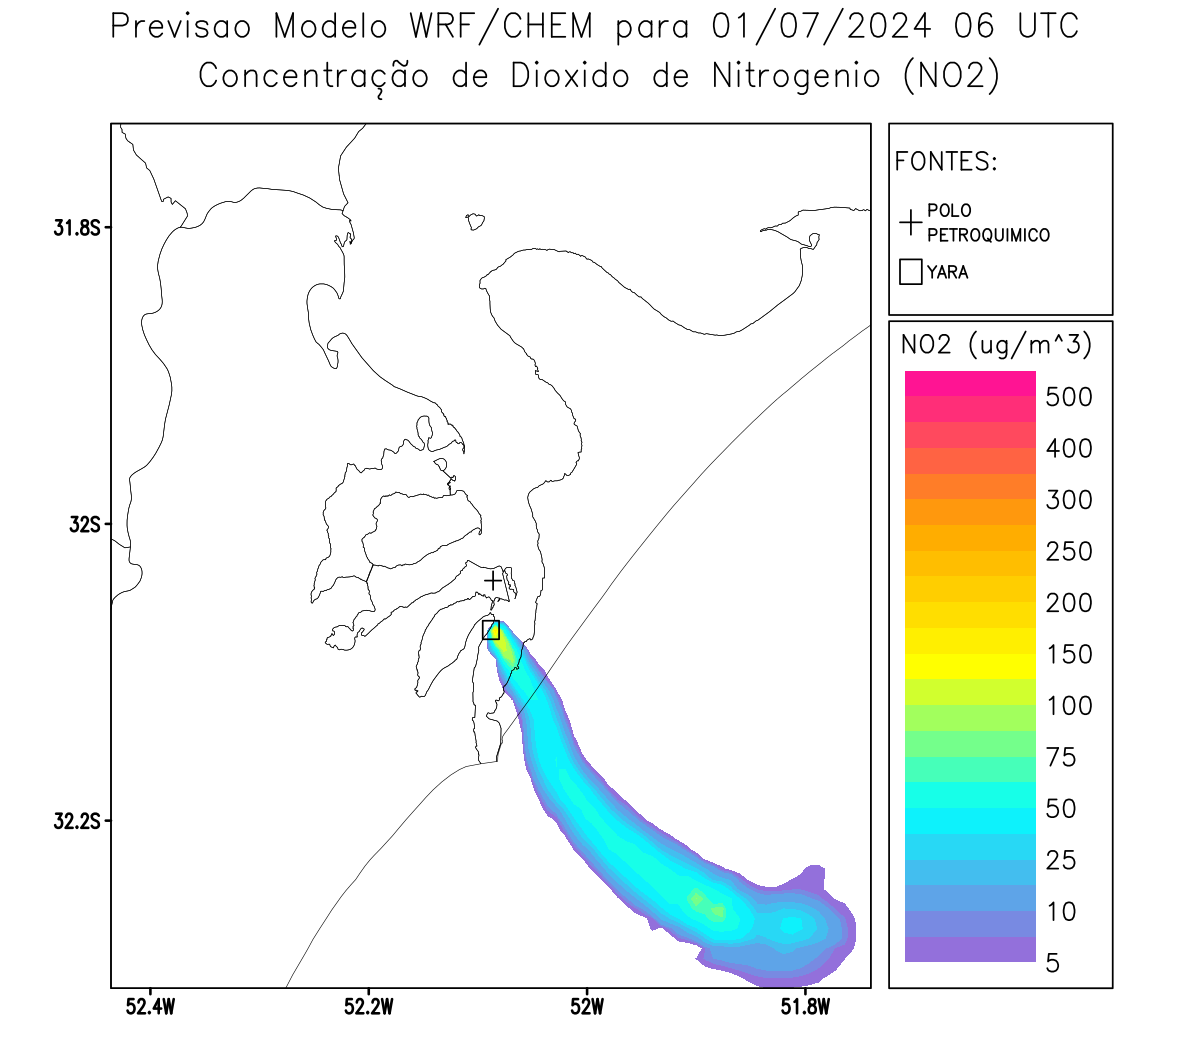 Previsao Modelo WRF/CHEM para 01/07/2024 06 UTC
Concentração de Dioxido de Nitrogenio (NO2)
FONTES:
POLO
PETROQUIMICO
YARA
NO2 (ug/m^3)
500
400
300
250
200
150
100
75
50
25
10
5
31.8S
32S
32.2S
52.4W
52.2W
52W
51.8W